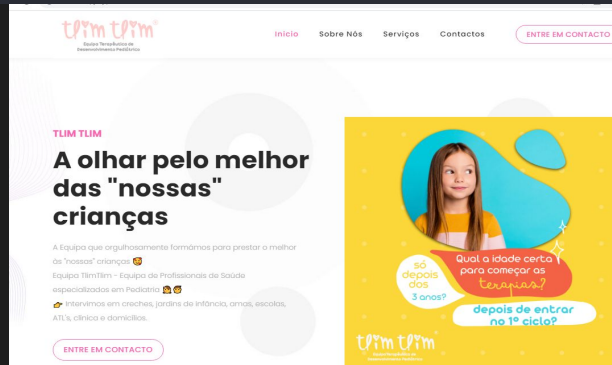 tlim tlim
Equipa Terapêutica de
Desenvolvimento Pediátrico
Início
Sobre Nós
Serviços
Contactos
ENTRE EM CONTACTO
TLIM TLIM
A olhar pelo melhor
das "nossas"
crianças
A Equipa que orgulhosamente formámos para prestar o melhor
às "nossas" crianças 🥰
Equipa TlimTlim - Equipa de Profissionais de Saúde
especializados em Pediatria
👉 Intervimos em creches, jardins de infância, amas, escolas,
ATL's, clínica e domicílios.
ENTRE EM CONTACTO
Qual a idade certa
para começar as
terapias?
só
depois
dos
3 anos?
depois de entrar
no 1º ciclo?
tlim tlim